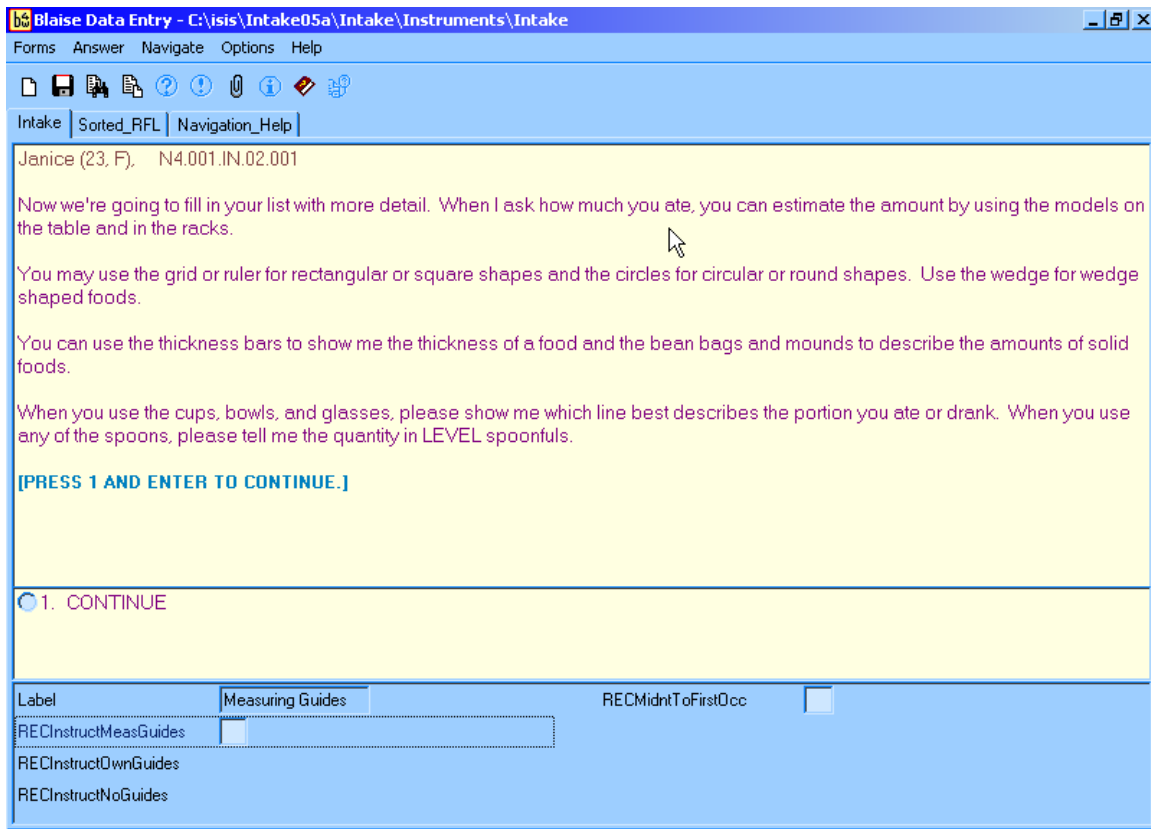 Blaise Data Entry - C:\isis\Intake05a\Intake\Instruments\Intake
Forms Answer Navigate Options Help
Intake Sorted_RFL Navigation_Help
Janice (23, F), N4.001.IN.02.001
Now we're going to fill in your list with more detail. When I ask how much you ate, you can estimate the amount by using the models on
the table and in the racks.
You may use the grid or ruler for rectangular or square shapes and the circles for circular or round shapes. Use the wedge for wedge
shaped foods.
You can use the thickness bars to show me the thickness of a food and the bean bags and mounds to describe the amounts of solid
foods.
When you use the cups, bowls, and glasses, please show me which line best describes the portion you ate or drank. When you use
any of the spoons, please tell me the quantity in LEVEL spoonfuls.
[PRESS 1 AND ENTER TO CONTINUE.]
1. CONTINUE
Label Measuring Guides RECMidntToFirstOcc
RECInstructMeasGuides
RECInstructOwnGuides
RECInstructNoGuides